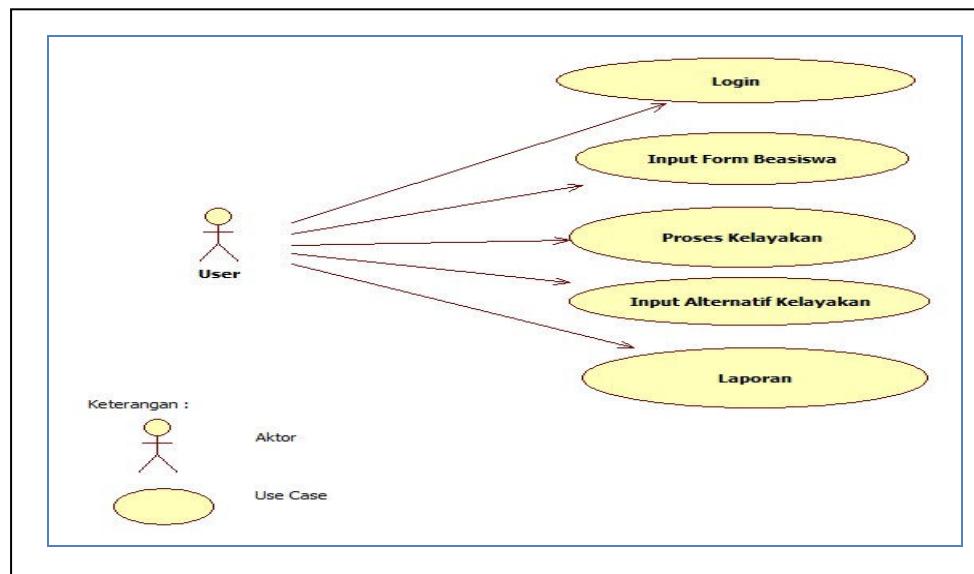 Login
Input Form Beasiswa
Proses Kelayakan
User
Input Alternatif Kelayakan
Laporan
Keterangan :
Aktor
Use Case